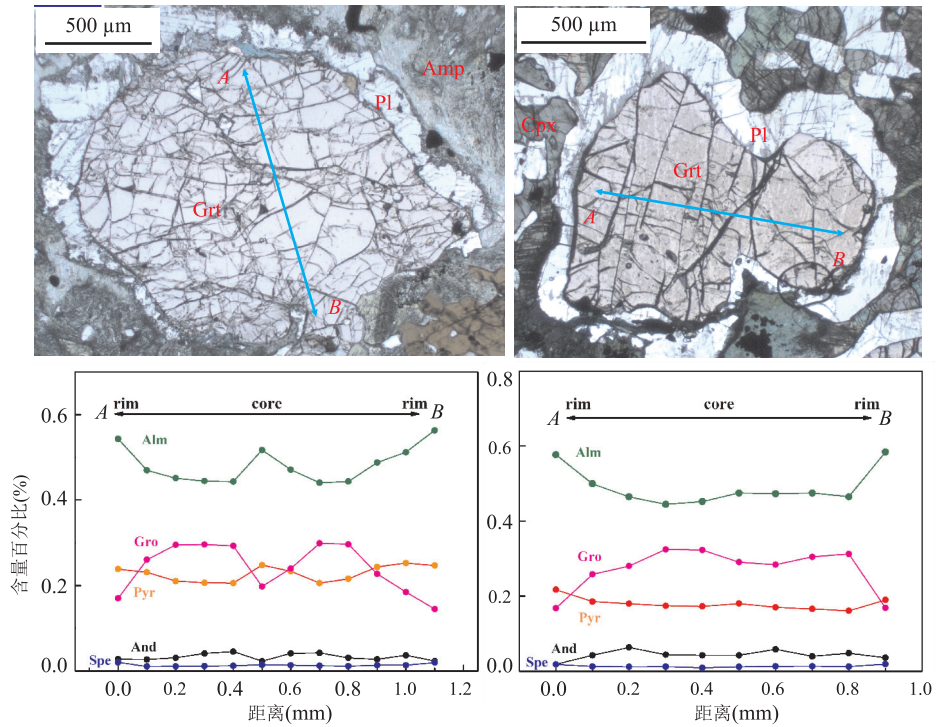 500 µm
A
Amp
Pl
Grt
B
500 µm
Cpx
Pl
Grt
A
B
含量百分比(%)
0.6
0.4
0.2
0.0
A rim corc rim B
Alm
Gro
Pyr
And
Spe
0.0 0.2 0.4 0.6 0.8 1.0 1.2
距离(mm)
0.8
0.6
0.4
0.2
0.0
A rim core rim B
Alm
Gro
Pyr
And
Spe
0.0 0.2 0.4 0.6 0.8 1.0
距离(mm)